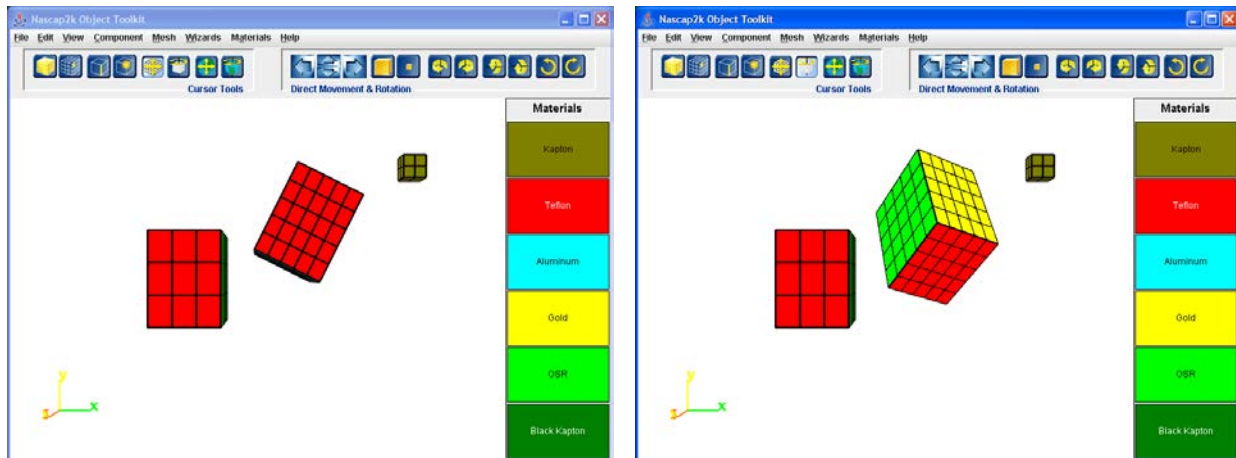 Nascap2k Object Toolkit
File Edit View Component Mesh Wizards Materials Help
Cursor Tools Direct Movement & Rotation
Materials
Kapton
Teflon
Aluminum
Gold
OSR
Black Kapton
y
x
z
Nascap2k Object Toolkit
File Edit View Component Mesh Wizards Materials Help
Cursor Tools Direct Movement & Rotation
Materials
Kapton
Teflon
Aluminum
Gold
OSR
Black Kapton
y
x
z